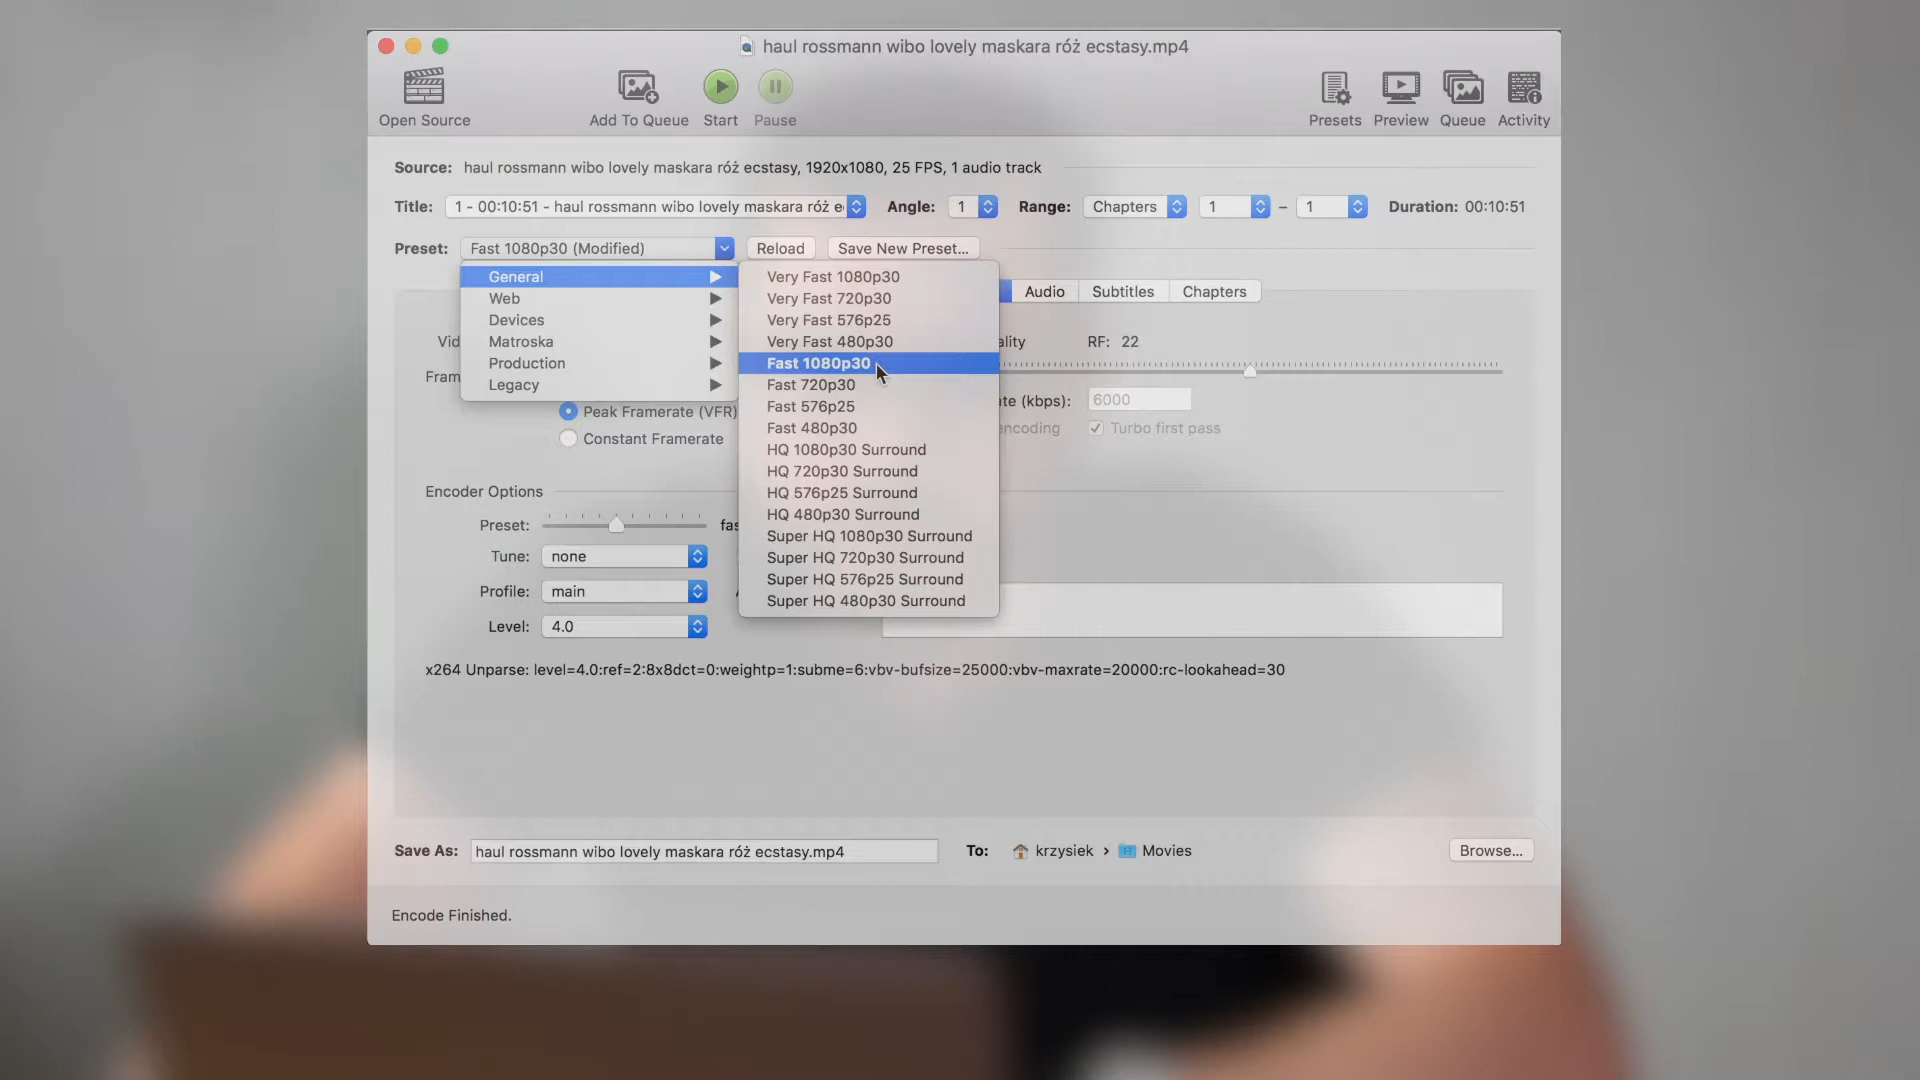 haul rossmann wibo lovely maskara róż ecstasy.mp4
Open Source
Add To Queue
Start
Pause
Presets
Preview
Queue
Activity
Source: haul rossmann wibo lovely maskara róż ecstasy, 1920x1080, 25 FPS, 1 audio track
Title: 1 - 00:10:51 - haul rossmann wibo lovely maskara róż e
Angle: 1
Range: Chapters 1 – 1
Duration: 00:10:51
Preset: Fast 1080p30 (Modified)
Reload
Save New Preset...
General
Web
Devices
Matroska
Production
Legacy
Very Fast 1080p30
Very Fast 720p30
Very Fast 576p25
Very Fast 480p30
Fast 1080p30
Fast 720p30
Fast 576p25
Fast 480p30
HQ 1080p30 Surround
HQ 720p30 Surround
HQ 576p25 Surround
HQ 480p30 Surround
Super HQ 1080p30 Surround
Super HQ 720p30 Surround
Super HQ 576p25 Surround
Super HQ 480p30 Surround
Audio
Subtitles
Chapters
Vid
Fram
Peak Framerate (VFR)
Constant Framerate
ality
RF: 22
te (kbps): 6000
encoding
Turbo first pass
Encoder Options
Preset: fas
Tune: none
Profile: main
Level: 4.0
x264 Unparse: level=4.0:ref=2:8x8dct=0:weightp=1:subme=6:vbv-bufsize=25000:vbv-maxrate=20000:rc-lookahead=30
Save As: haul rossmann wibo lovely maskara róż ecstasy.mp4
To: krzysiek › Movies
Browse...
Encode Finished.